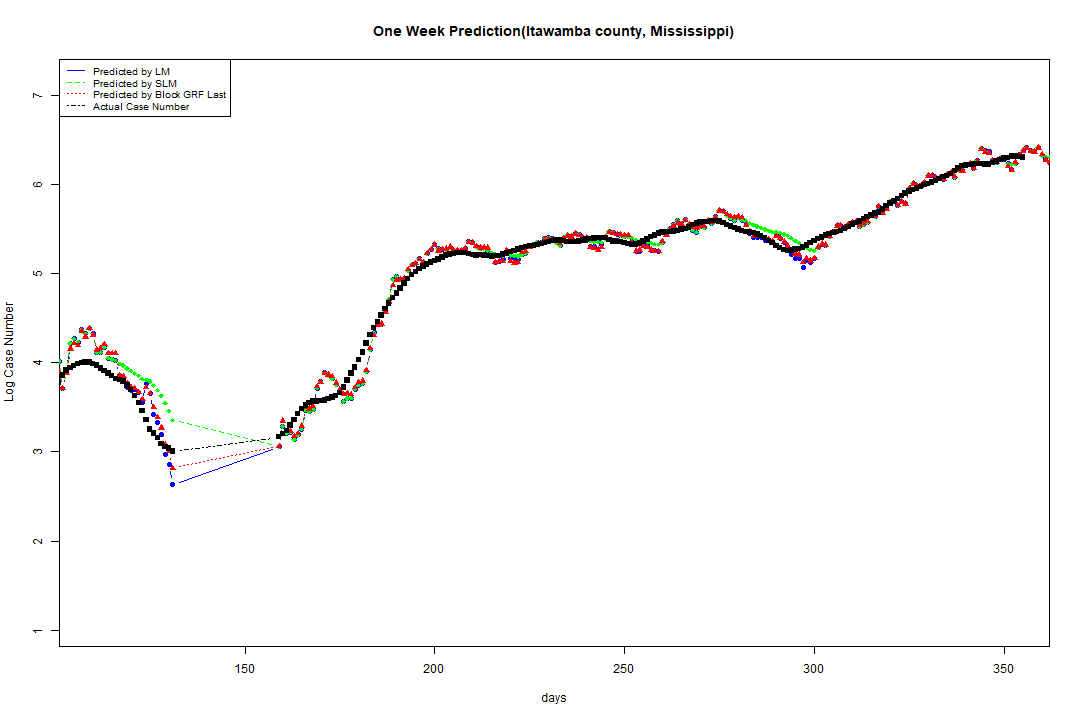 One Week Prediction(Itawamba county, Mississippi)
Predicted by LM
Predicted by SLM
Predicted by Block GRF Last
Actual Case Number
7
6
5
4
3
2
1
Log Case Number
150 200 250 300 350
days